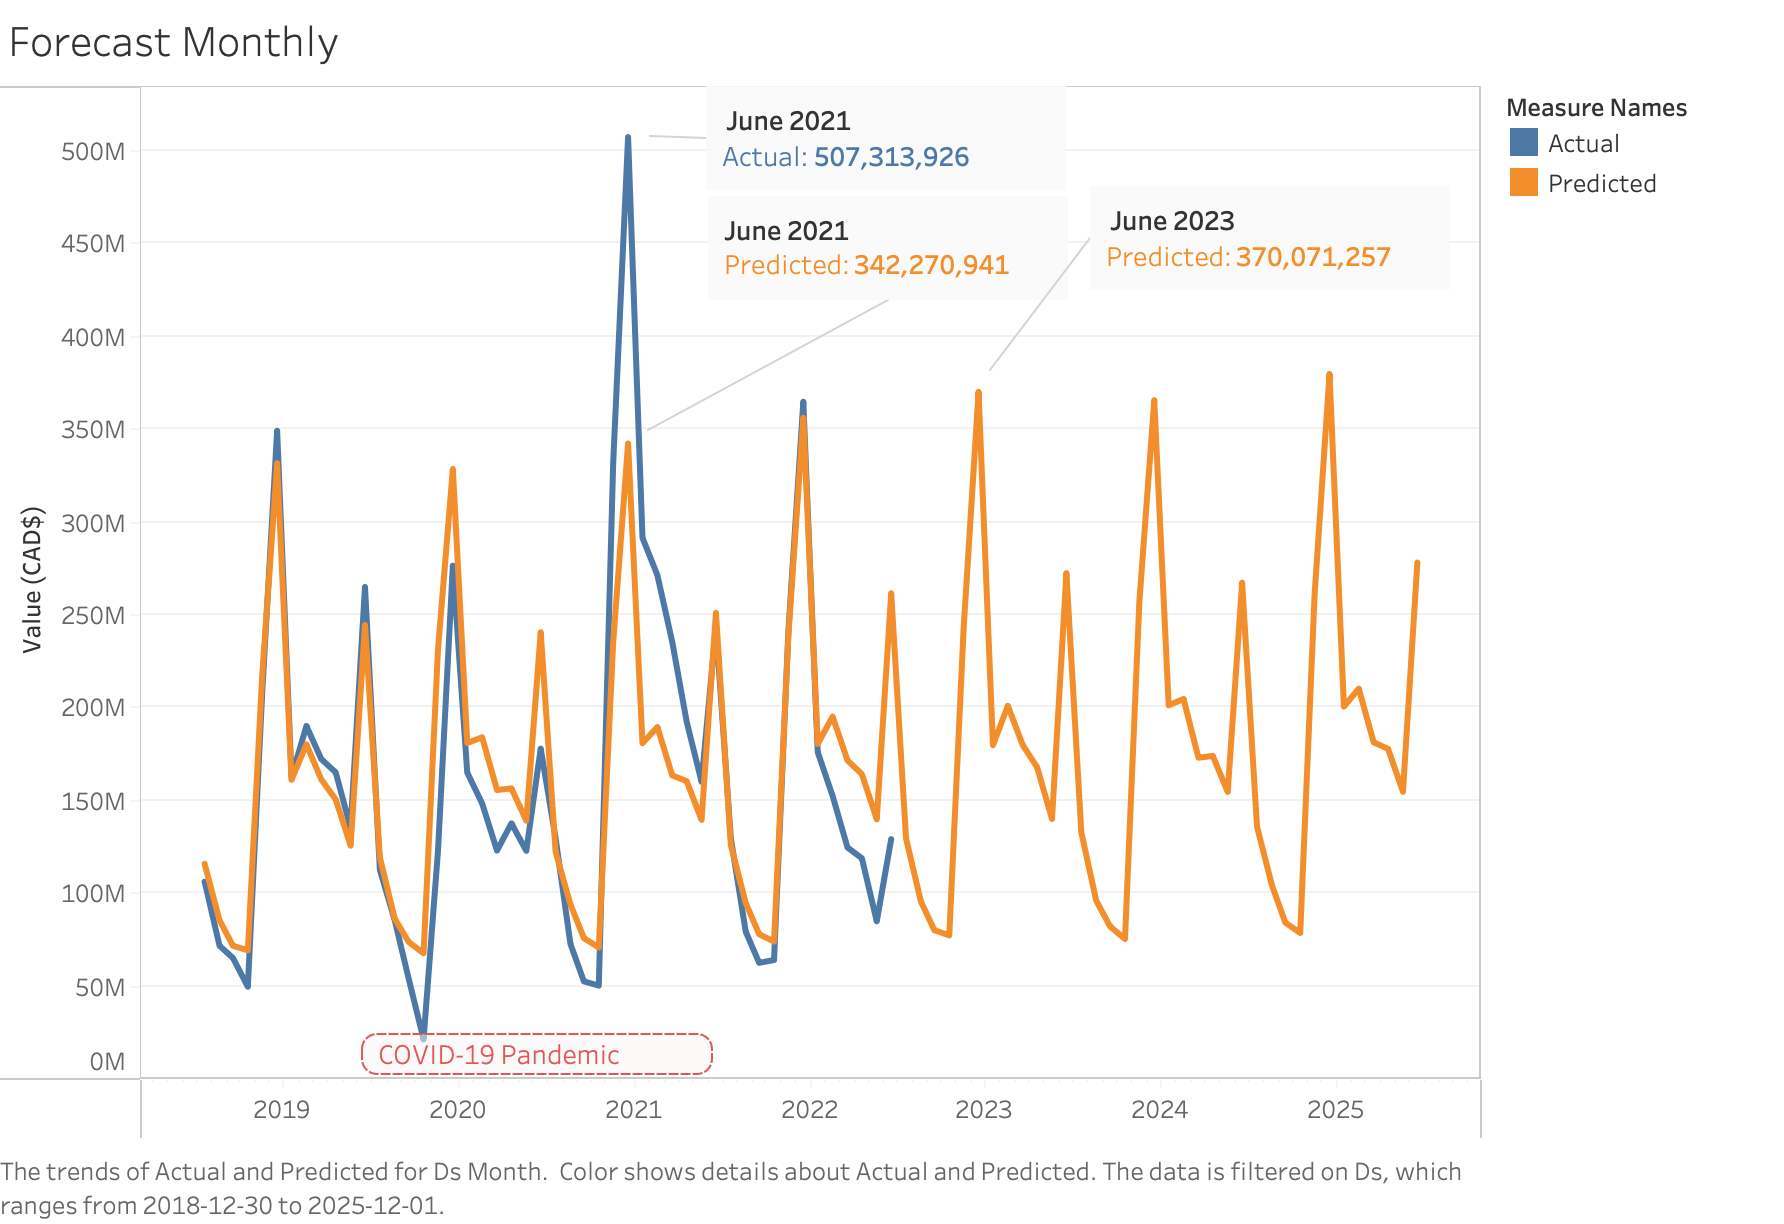 Forecast Monthly
Measure Names
Actual
Predicted
June 2021
Actual: 507,313,926
June 2021
Predicted: 342,270,941
June 2023
Predicted: 370,071,257
Value (CAD$)
500M
450M
400M
350M
300M
250M
200M
150M
100M
50M
0M
COVID-19 Pandemic
2019
2020
2021
2022
2023
2024
2025
The trends of Actual and Predicted for Ds Month.  Color shows details about Actual and Predicted. The data is filtered on Ds, which
ranges from 2018-12-30 to 2025-12-01.